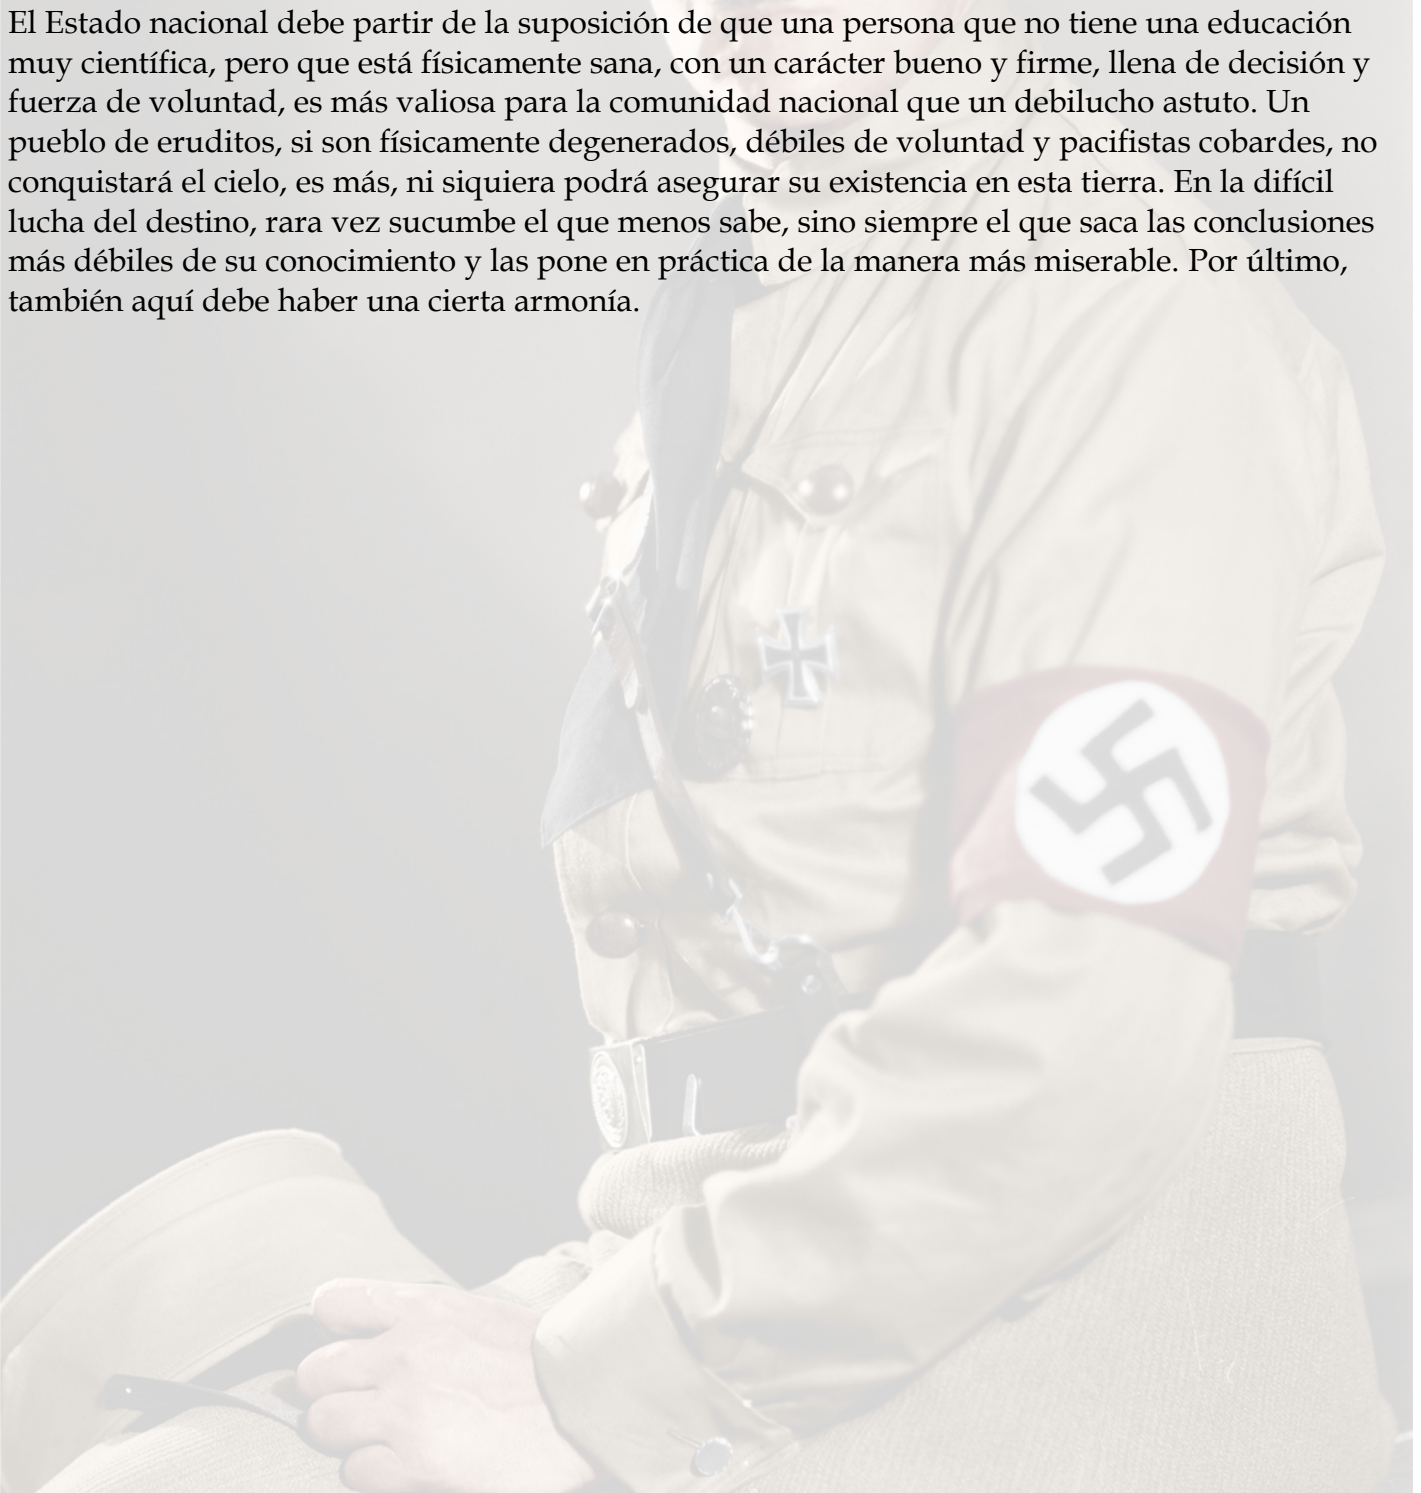 El Estado nacional debe partir de la suposición de que una persona que no tiene una educación
muy científica, pero que está físicamente sana, con un carácter bueno y firme, llena de decisión y
fuerza de voluntad, es más valiosa para la comunidad nacional que un debilucho astuto. Un
pueblo de eruditos, si son físicamente degenerados, débiles de voluntad y pacifistas cobardes, no
conquistará el cielo, es más, ni siquiera podrá asegurar su existencia en esta tierra. En la difícil
lucha del destino, rara vez sucumbe el que menos sabe, sino siempre el que saca las conclusiones
más débiles de su conocimiento y las pone en práctica de la manera más miserable. Por último,
también aquí debe haber una cierta armonía.